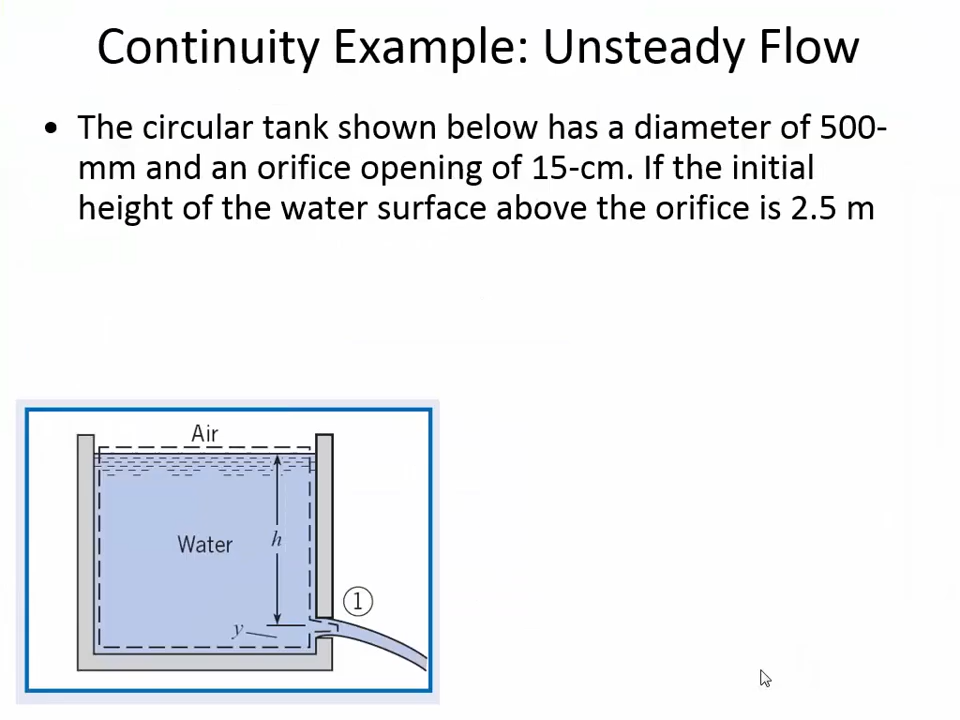 Continuity Example: Unsteady Flow
• The circular tank shown below has a diameter of 500-
mm and an orifice opening of 15-cm. If the initial
height of the water surface above the orifice is 2.5 m
Air
Water
h
1
y